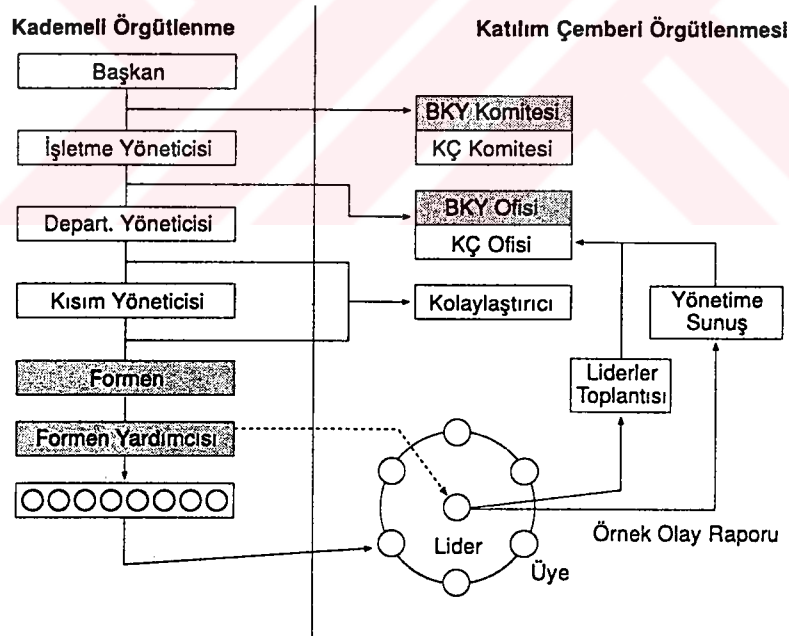 Kademeli Örgütlenme
Katılım Çemberi Örgütlenmesi
Başkan
BKY Komitesi
KÇ Komitesi
İşletme Yöneticisi
BKY Ofisi
KÇ Ofisi
Depart. Yöneticisi
Kısım Yöneticisi
Kolaylaştırıcı
Yönetime
Sunuş
Formen
Liderler
Toplantısı
Formen Yardımcısı
Lider
Üye
Örnek Olay Raporu